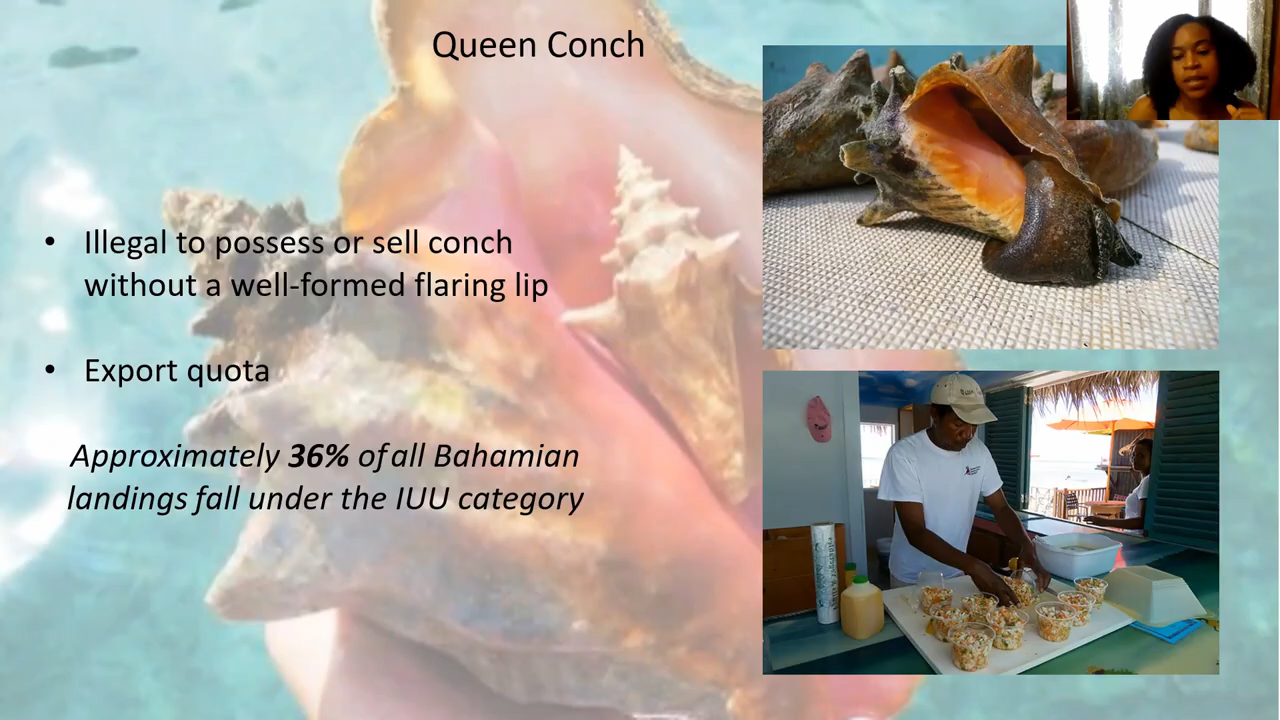 Queen Conch
• Illegal to possess or sell conch
without a well-formed flaring lip
• Export quota
Approximately 36% of all Bahamian
landings fall under the IUU category